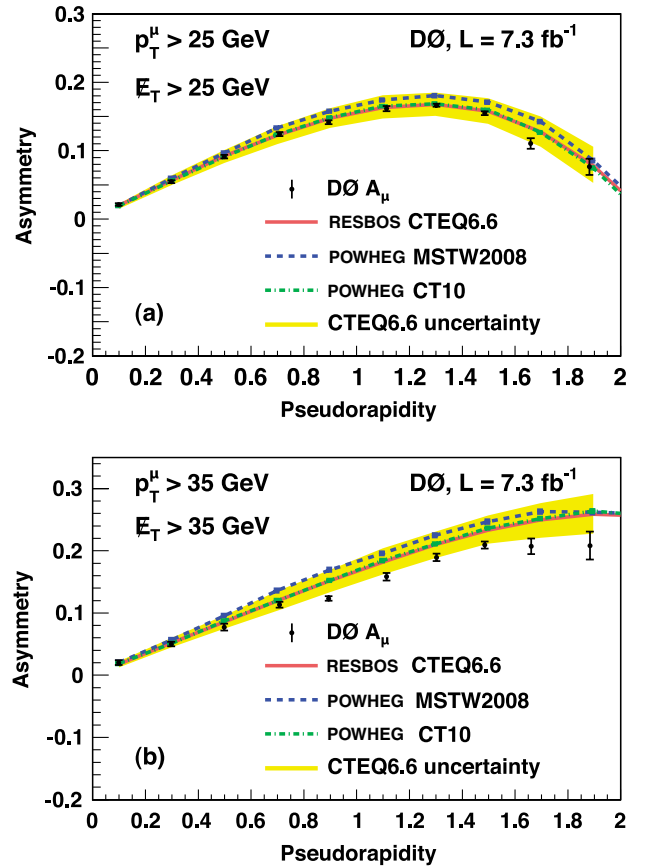 p_T^μ > 25 GeV DØ, L = 7.3 fb⁻¹
E̸_T > 25 GeV
0.3
0.2
0.1
0
-0.1
-0.2
Asymmetry
DØ A_μ
RESBOS CTEQ6.6
POWHEG MSTW2008
POWHEG CT10
CTEQ6.6 uncertainty
(a)
0 0.2 0.4 0.6 0.8 1 1.2 1.4 1.6 1.8 2
Pseudorapidity
p_T^μ > 35 GeV DØ, L = 7.3 fb⁻¹
E̸_T > 35 GeV
0.3
0.2
0.1
0
-0.1
-0.2
Asymmetry
DØ A_μ
RESBOS CTEQ6.6
POWHEG MSTW2008
POWHEG CT10
CTEQ6.6 uncertainty
(b)
0 0.2 0.4 0.6 0.8 1 1.2 1.4 1.6 1.8 2
Pseudorapidity